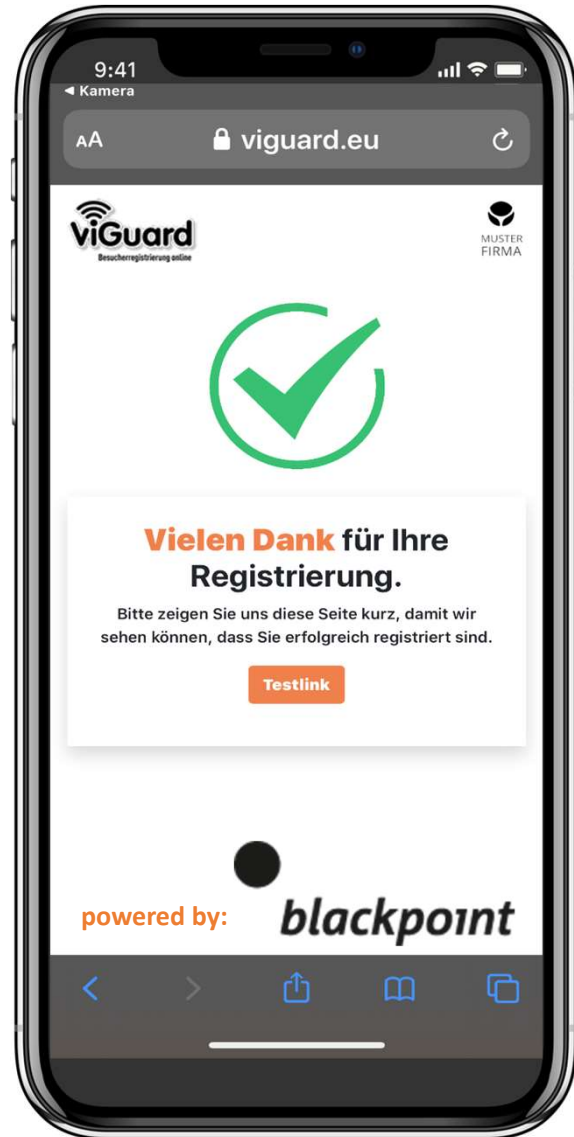 9:41
◀ Kamera
AA
viguard.eu
viGuard
Besucherregistrierung online
MUSTER
FIRMA
Vielen Dank für Ihre
Registrierung.
Bitte zeigen Sie uns diese Seite kurz, damit wir
sehen können, dass Sie erfolgreich registriert sind.
Testlink
powered by:
blackpoint